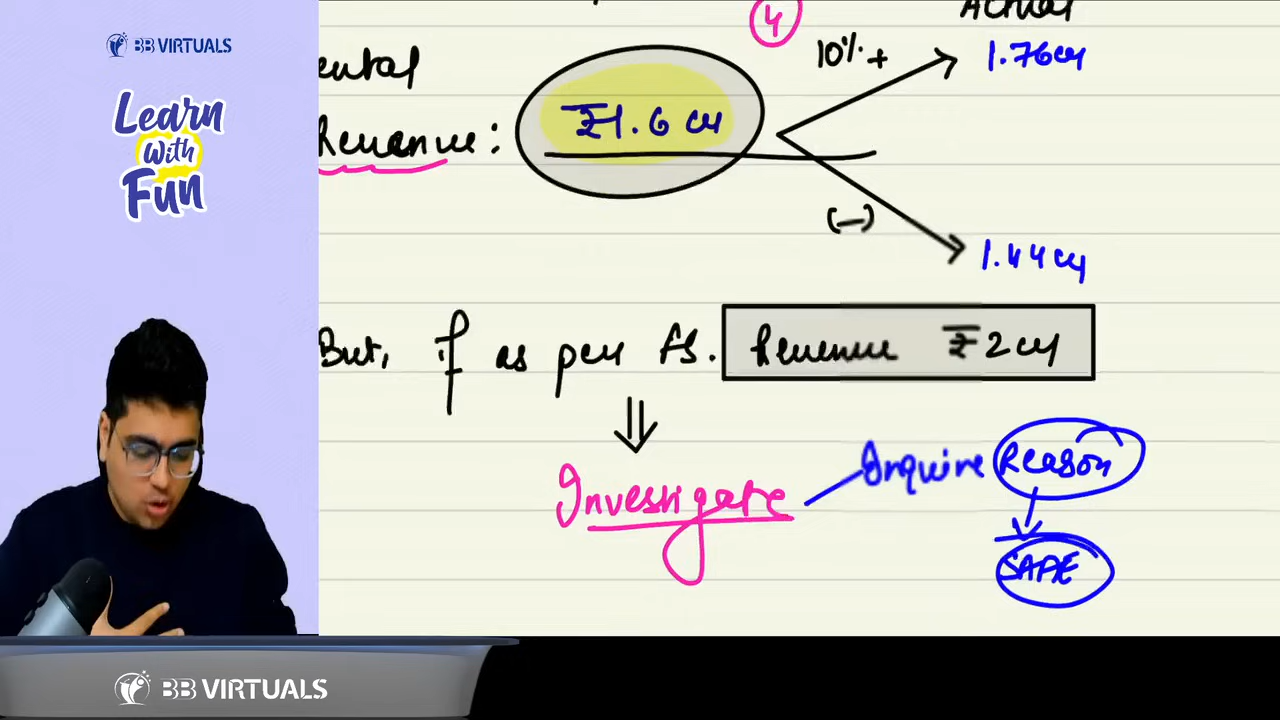 BB VIRTUALS
Learn
With
Fun
4
Actual
ental
Revenue:
₹1.6 cr
10% +
1.76cr
(-)
1.44cr
But, if as per FS. Revenue ₹2cr
Investigate
Inquire Reason
SAPE
BB VIRTUALS